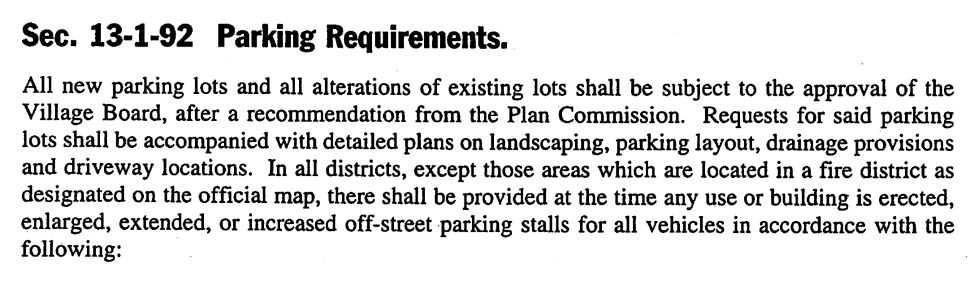 Sec. 13-1-92 Parking Requirements.
All new parking lots and all alterations of existing lots shall be subject to the approval of the
Village Board, after a recommendation from the Plan Commission. Requests for said parking
lots shall be accompanied with detailed plans on landscaping, parking layout, drainage provisions
and driveway locations. In all districts, except those areas which are located in a fire district as
designated on the official map, there shall be provided at the time any use or building is erected,
enlarged, extended, or increased off-street parking stalls for all vehicles in accordance with the
following: